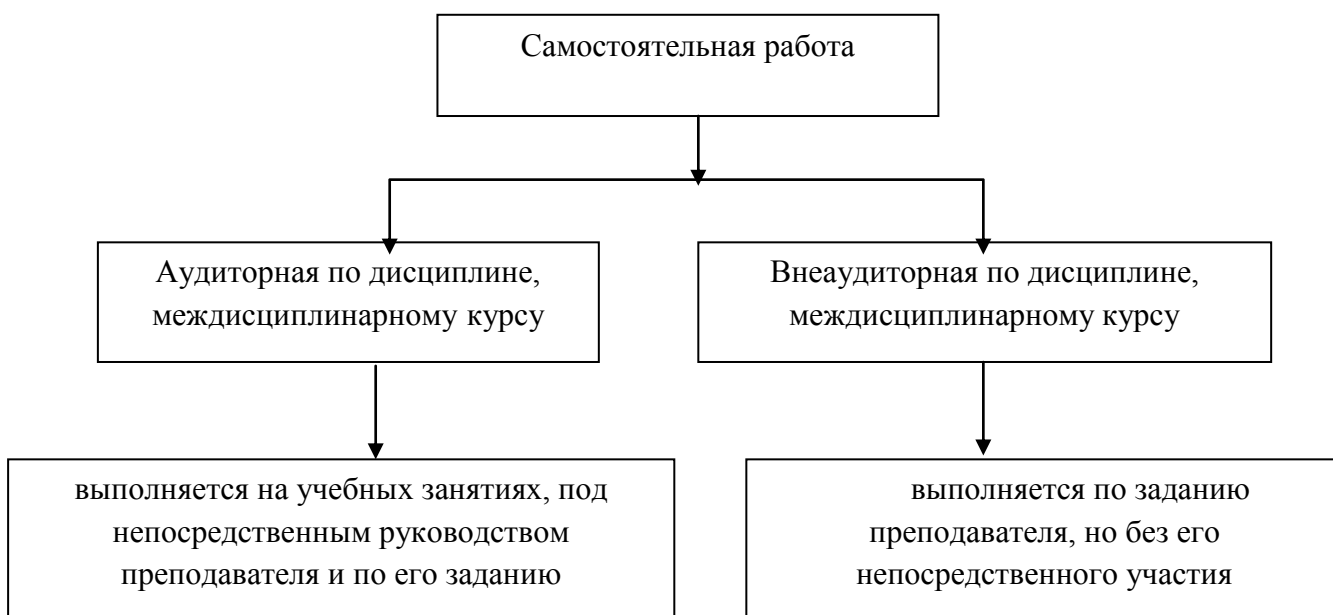 Самостоятельная работа
Аудиторная по дисциплине,
междисциплинарному курсу
Внеаудиторная по дисциплине,
междисциплинарному курсу
выполняется на учебных занятиях, под
непосредственным руководством
преподавателя и по его заданию
выполняется по заданию
преподавателя, но без его
непосредственного участия